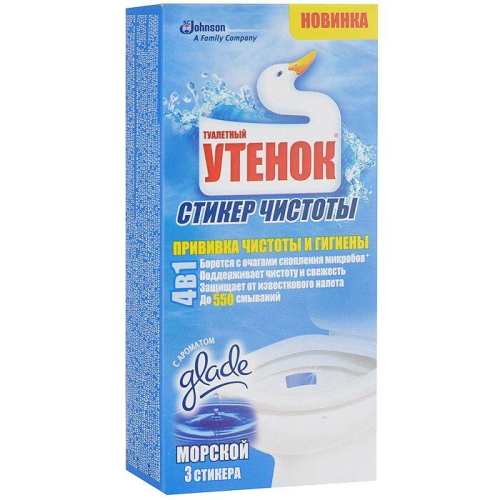 НОВИНКА
SC Johnson
A Family Company
ТУАЛЕТНЫЙ
УТЕНОК
СТИКЕР ЧИСТОТЫ
ПРИВИВКА ЧИСТОТЫ И ГИГИЕНЫ
4в1
Борется с очагами скопления микробов+
Поддерживает чистоту и свежесть
Защищает от известкового налета
До 550 смываний
С АРОМАТОМ
glade
МОРСКОЙ
3 СТИКЕРА